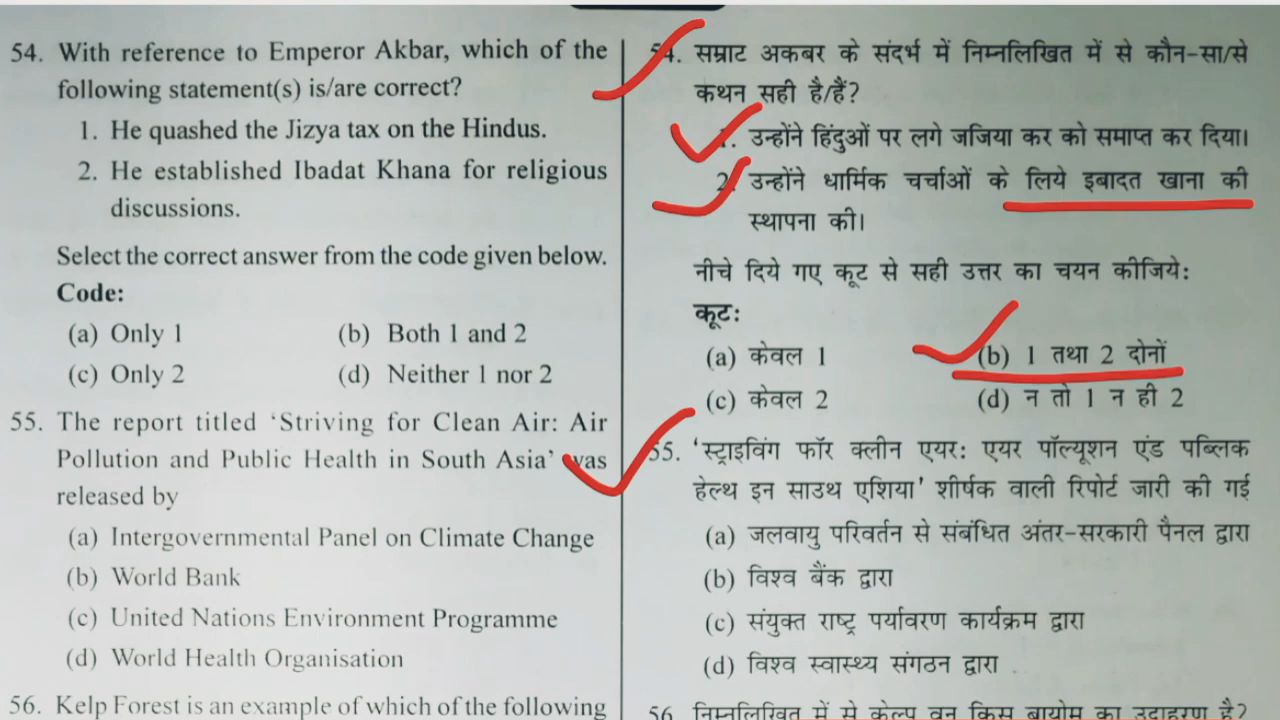 54. With reference to Emperor Akbar, which of the
following statement(s) is/are correct?
1. He quashed the Jizya tax on the Hindus.
2. He established Ibadat Khana for religious
discussions.
Select the correct answer from the code given below.
Code:
(a) Only 1 (b) Both 1 and 2
(c) Only 2 (d) Neither 1 nor 2
55. The report titled ‘Striving for Clean Air: Air
Pollution and Public Health in South Asia’ was
released by
(a) Intergovernmental Panel on Climate Change
(b) World Bank
(c) United Nations Environment Programme
(d) World Health Organisation
56. Kelp Forest is an example of which of the following
54. सम्राट अकबर के संदर्भ में निम्नलिखित में से कौन-सा/से
कथन सही है/हैं?
1. उन्होंने हिंदुओं पर लगे जजिया कर को समाप्त कर दिया।
2. उन्होंने धार्मिक चर्चाओं के लिये इबादत खाना की
स्थापना की।
नीचे दिये गए कूट से सही उत्तर का चयन कीजिये:
कूट:
(a) केवल 1 (b) 1 तथा 2 दोनों
(c) केवल 2 (d) न तो 1 न ही 2
55. ‘स्ट्राइविंग फॉर क्लीन एयर: एयर पॉल्यूशन एंड पब्लिक
हेल्थ इन साउथ एशिया’ शीर्षक वाली रिपोर्ट जारी की गई
(a) जलवायु परिवर्तन से संबंधित अंतर-सरकारी पैनल द्वारा
(b) विश्व बैंक द्वारा
(c) संयुक्त राष्ट्र पर्यावरण कार्यक्रम द्वारा
(d) विश्व स्वास्थ्य संगठन द्वारा
56. निम्नलिखित में से केल्प वन किस बायोम का उदाहरण है?